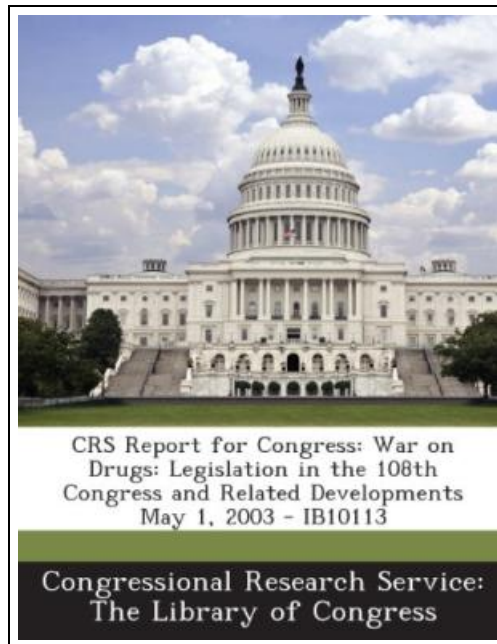 CRS Report for Congress: War on
Drugs: Legislation in the 108th
Congress and Related Developments
May 1, 2003 - IB10113
Congressional Research Service:
The Library of Congress